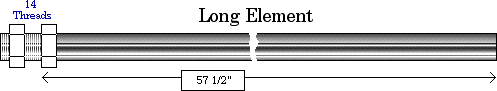 14
Threads
Long Element
57 1/2"